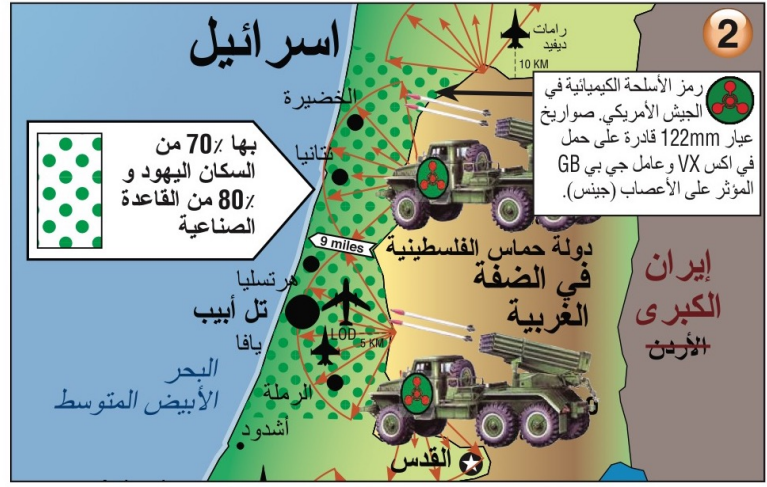 2
اسرائيل
رامات
ديفيد
10 KM
رمز الأسلحة الكيميائية في
الجيش الأمريكي. صواريخ
عيار 122mm قادرة على حمل
في اكس VX وعامل جي بي GB
المؤثر على الأعصاب (جينس).
الخضيرة
نتانيا
بها 70٪ من
السكان اليهود و
80٪ من القاعدة
الصناعية
9 miles
دولة حماس الفلسطينية
في الضفة
الغربية
إيران
الكبرى
الأردن
هرتسليا
تل أبيب
يافا
LOD
5 KM
البحر
الأبيض المتوسط
الرملة
أشدود
القدس